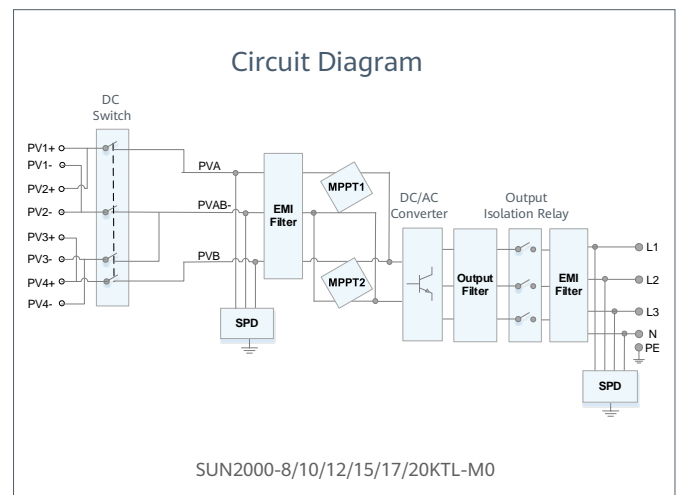 Circuit Diagram
DC
Switch
PV1+
PV1-
PV2+
PV2-
PV3+
PV3-
PV4+
PV4-
PVA
PVAB-
PVB
EMI
Filter
MPPT1
MPPT2
SPD
DC/AC
Converter
Output
Filter
Output
Isolation Relay
EMI
Filter
L1
L2
L3
N
PE
SPD
SUN2000-8/10/12/15/17/20KTL-M0